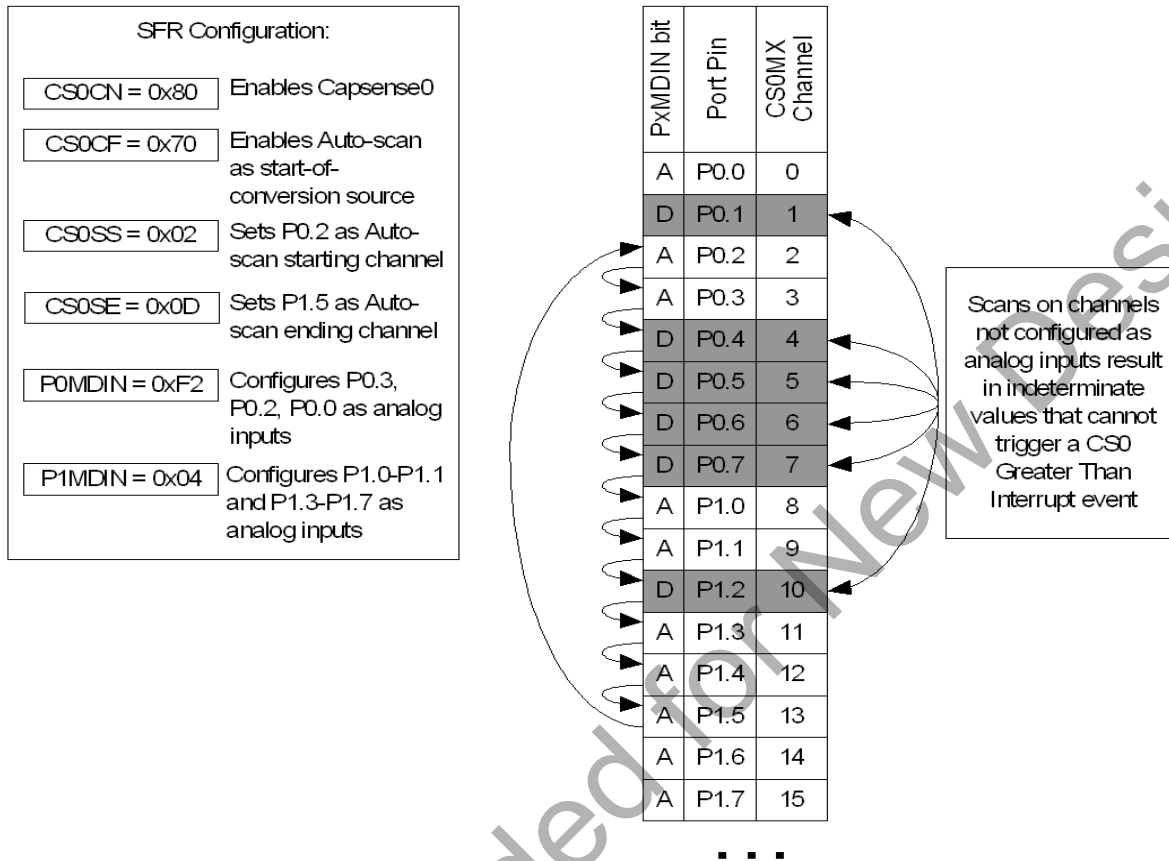 SFR Configuration:
CS0CN = 0x80
Enables Capsense0
CS0CF = 0x70
Enables Auto-scan
as start-of-
conversion source
CS0SS = 0x02
Sets P0.2 as Auto-
scan starting channel
CS0SE = 0x0D
Sets P1.5 as Auto-
scan ending channel
P0MDIN = 0xF2
Configures P0.3,
P0.2, P0.0 as analog
inputs
P1MDIN = 0x04
Configures P1.0-P1.1
and P1.3-P1.7 as
analog inputs
PxMDIN bit
Port Pin
CS0MX
Channel
A P0.0 0
D P0.1 1
A P0.2 2
A P0.3 3
D P0.4 4
D P0.5 5
D P0.6 6
D P0.7 7
A P1.0 8
A P1.1 9
D P1.2 10
A P1.3 11
A P1.4 12
A P1.5 13
A P1.6 14
A P1.7 15
...
Scans on channels
not configured as
analog inputs result
in indeterminate
values that cannot
trigger a CS0
Greater Than
Interrupt event
ded for New Desi